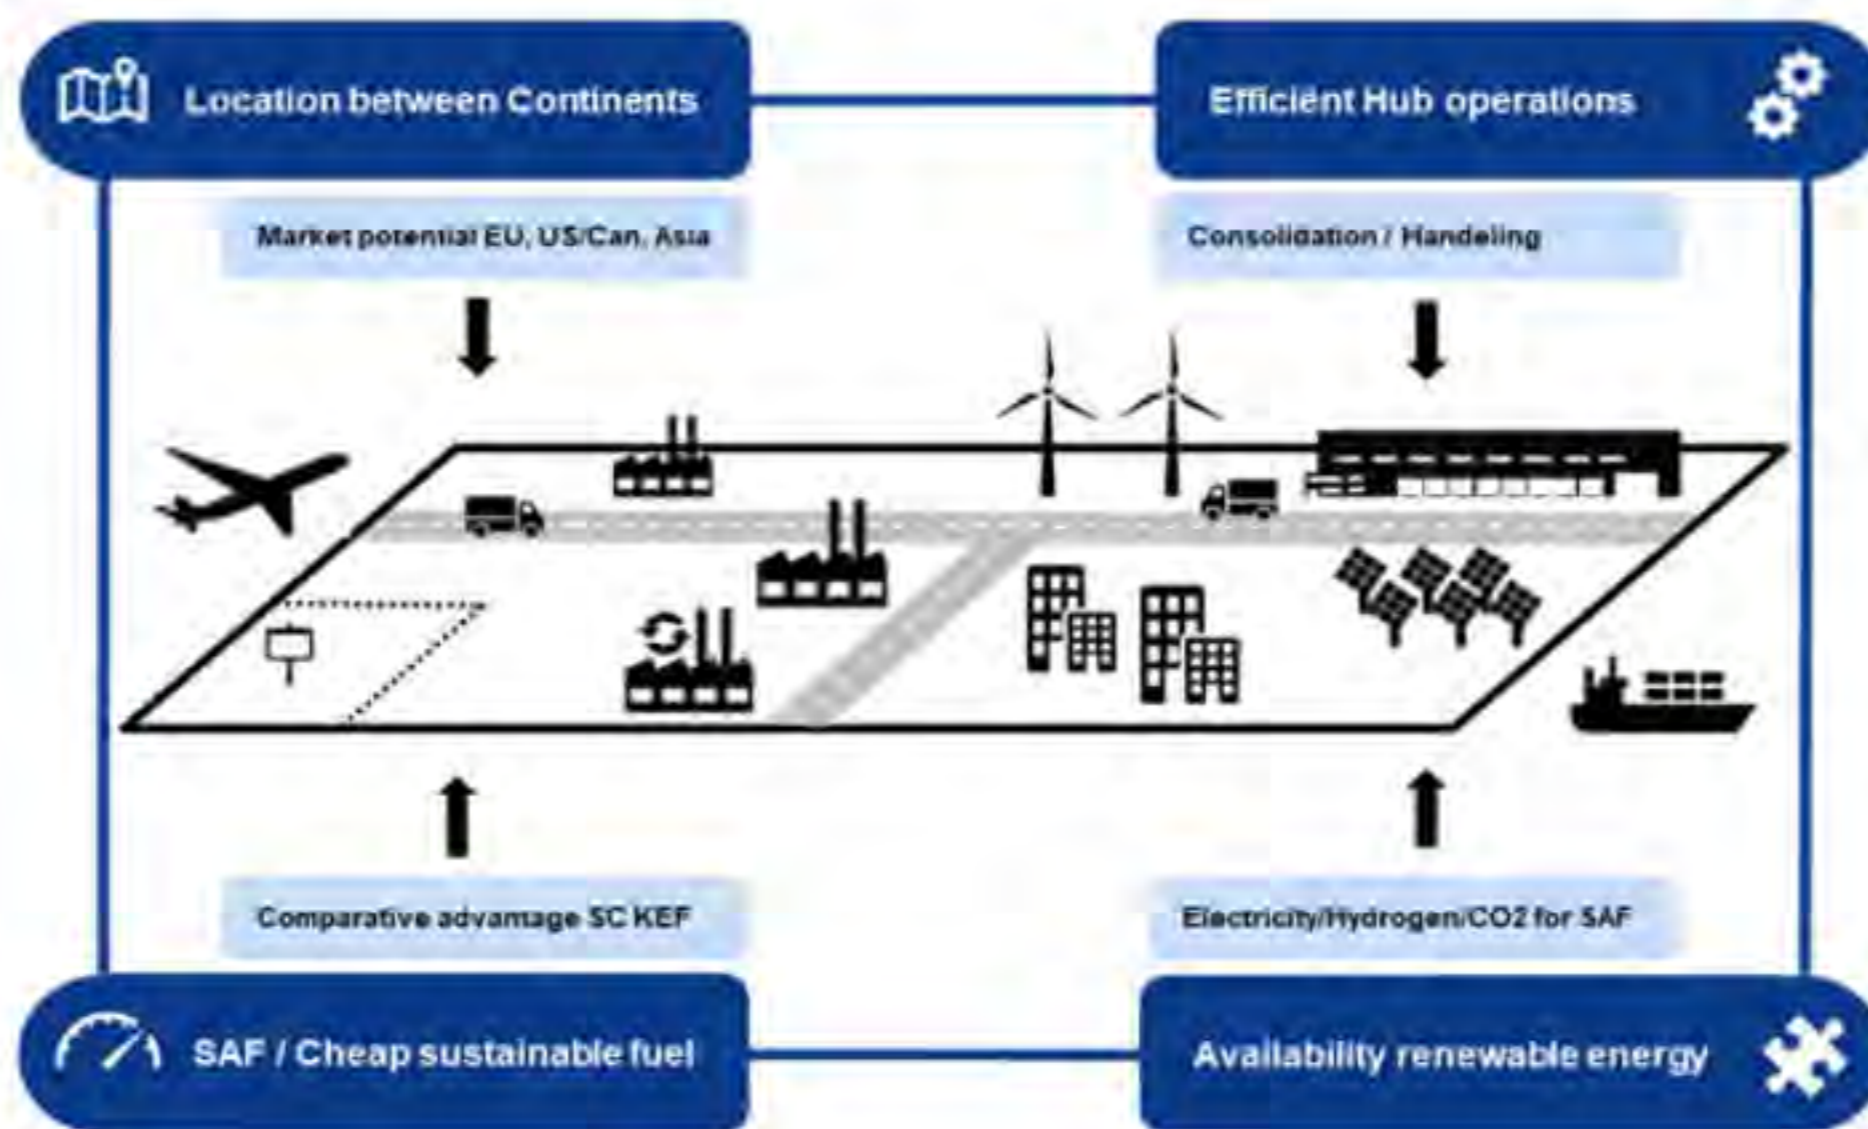 Location between Continents
Efficient Hub operations
Market potential EU, US/Can, Asia
Consolidation / Handeling
Comparative advantage SC KEF
Electricity/Hydrogen/CO2 for SAF
SAF / Cheap sustainable fuel
Availability renewable energy